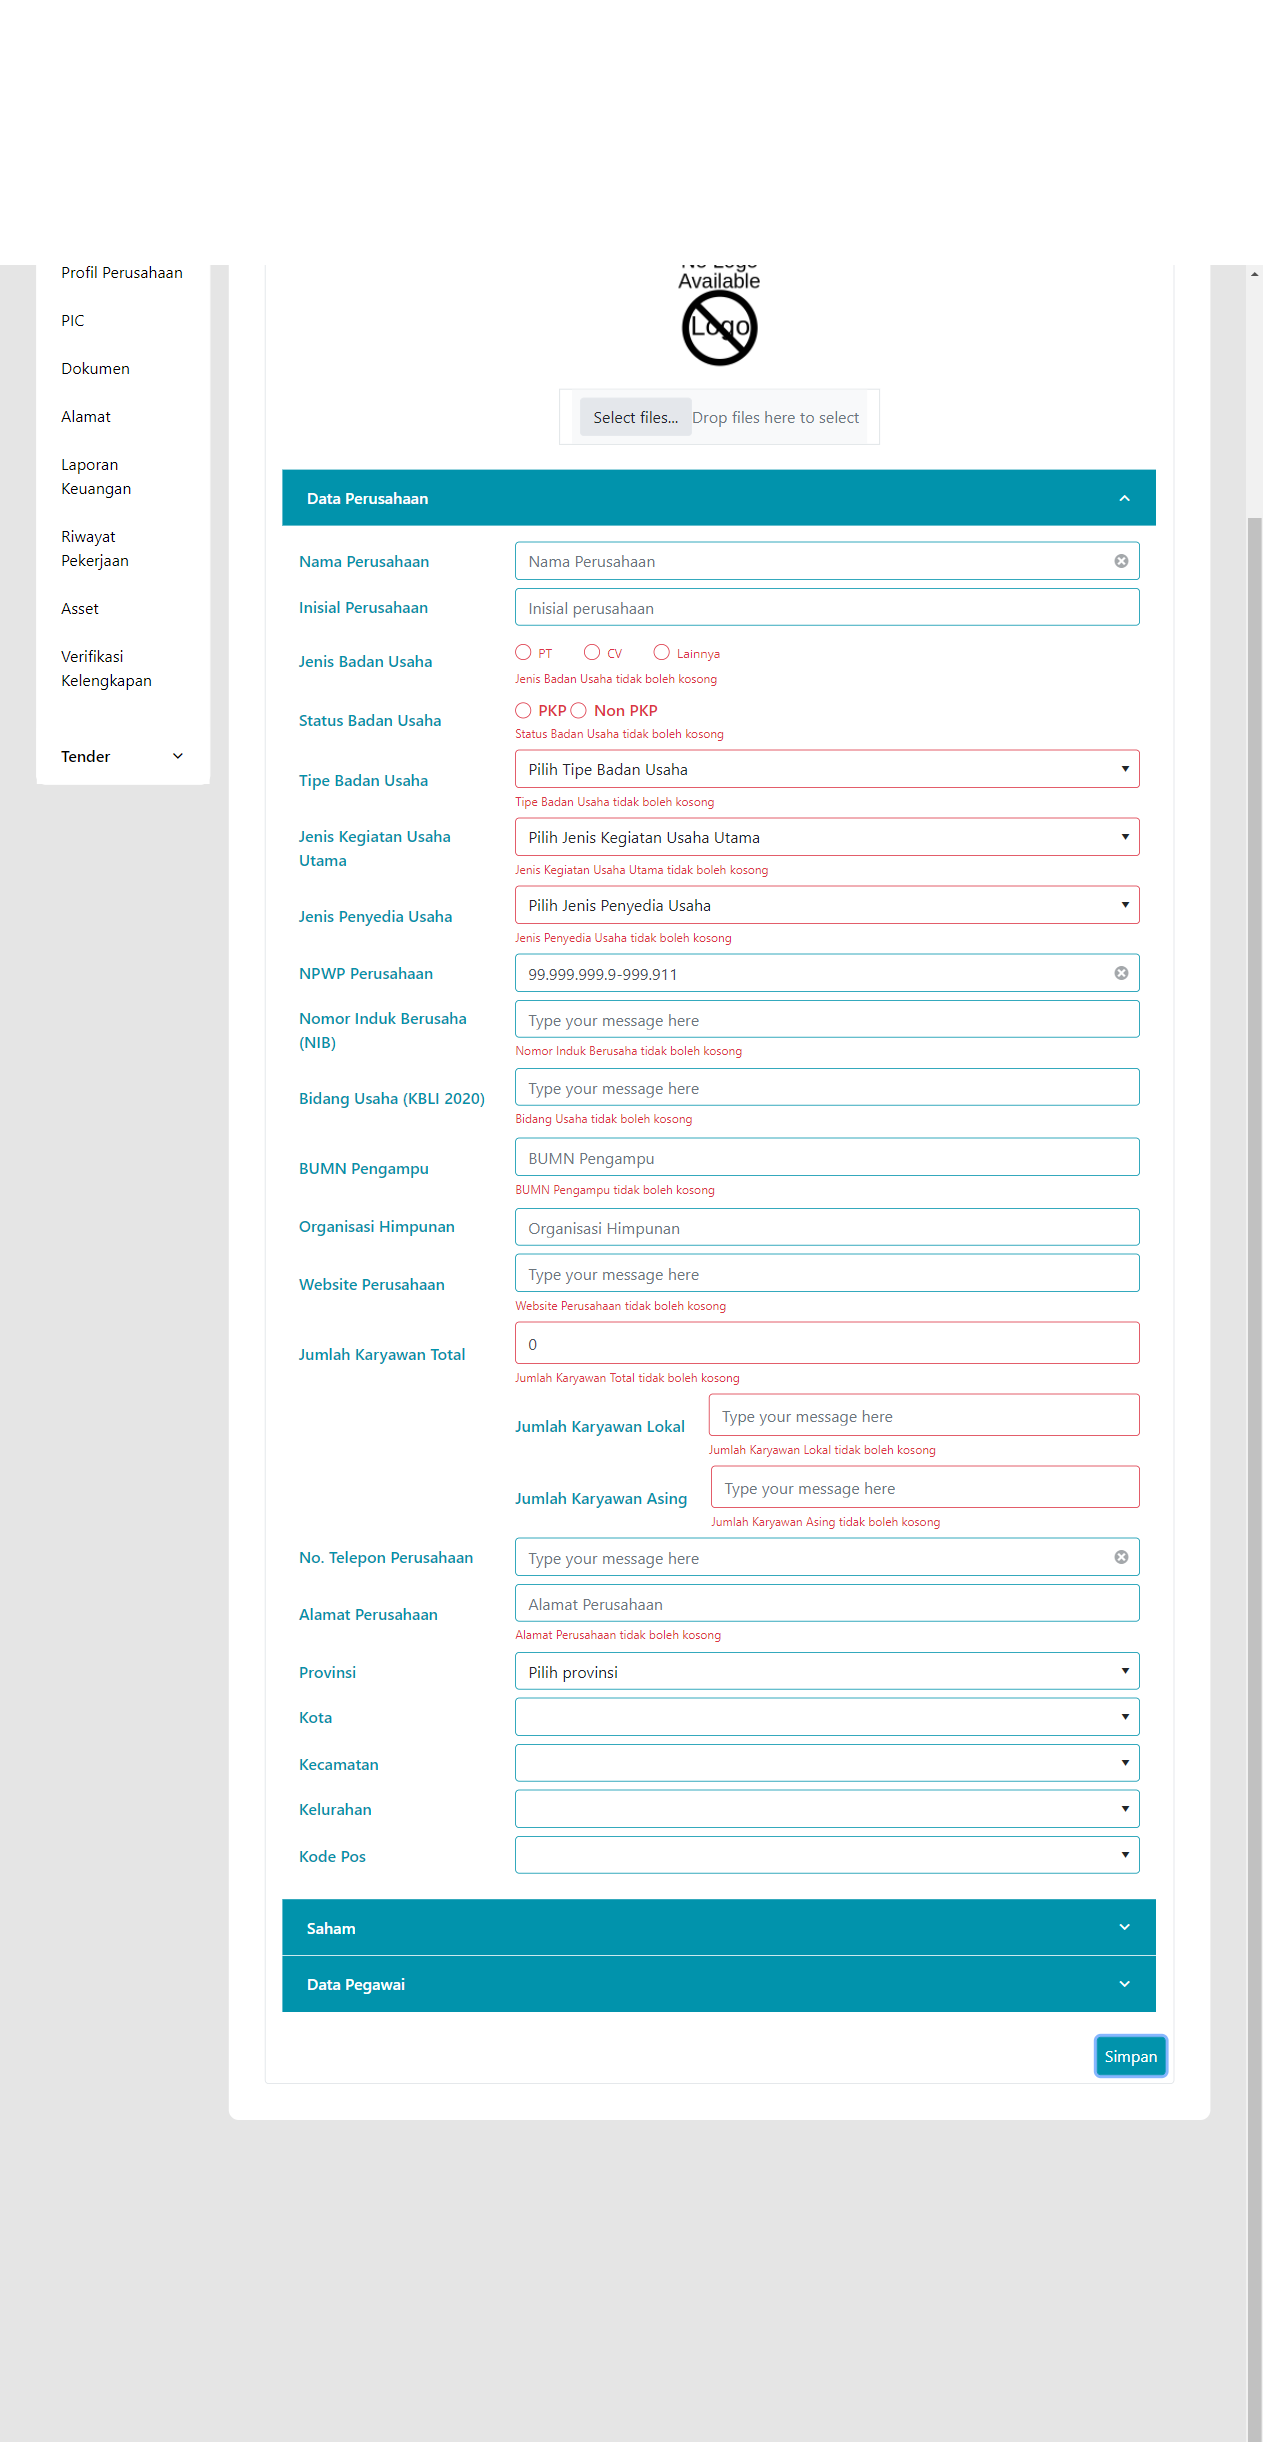 Profil Perusahaan
PIC
Dokumen
Alamat
Laporan
Keuangan
Riwayat
Pekerjaan
Asset
Verifikasi
Kelengkapan
Tender
No Logo
Available
Logo
Select files... Drop files here to select
Data Perusahaan
Nama Perusahaan Nama Perusahaan
Inisial Perusahaan Inisial perusahaan
Jenis Badan Usaha PT CV Lainnya
Jenis Badan Usaha tidak boleh kosong
Status Badan Usaha PKP Non PKP
Status Badan Usaha tidak boleh kosong
Tipe Badan Usaha Pilih Tipe Badan Usaha
Tipe Badan Usaha tidak boleh kosong
Jenis Kegiatan Usaha
Utama
Pilih Jenis Kegiatan Usaha Utama
Jenis Kegiatan Usaha Utama tidak boleh kosong
Jenis Penyedia Usaha Pilih Jenis Penyedia Usaha
Jenis Penyedia Usaha tidak boleh kosong
NPWP Perusahaan 99.999.999.9-999.911
Nomor Induk Berusaha
(NIB)
Type your message here
Nomor Induk Berusaha tidak boleh kosong
Bidang Usaha (KBLI 2020) Type your message here
Bidang Usaha tidak boleh kosong
BUMN Pengampu BUMN Pengampu
BUMN Pengampu tidak boleh kosong
Organisasi Himpunan Organisasi Himpunan
Website Perusahaan Type your message here
Website Perusahaan tidak boleh kosong
Jumlah Karyawan Total 0
Jumlah Karyawan Total tidak boleh kosong
Jumlah Karyawan Lokal Type your message here
Jumlah Karyawan Lokal tidak boleh kosong
Jumlah Karyawan Asing Type your message here
Jumlah Karyawan Asing tidak boleh kosong
No. Telepon Perusahaan Type your message here
Alamat Perusahaan Alamat Perusahaan
Alamat Perusahaan tidak boleh kosong
Provinsi Pilih provinsi
Kota
Kecamatan
Kelurahan
Kode Pos
Saham
Data Pegawai
Simpan